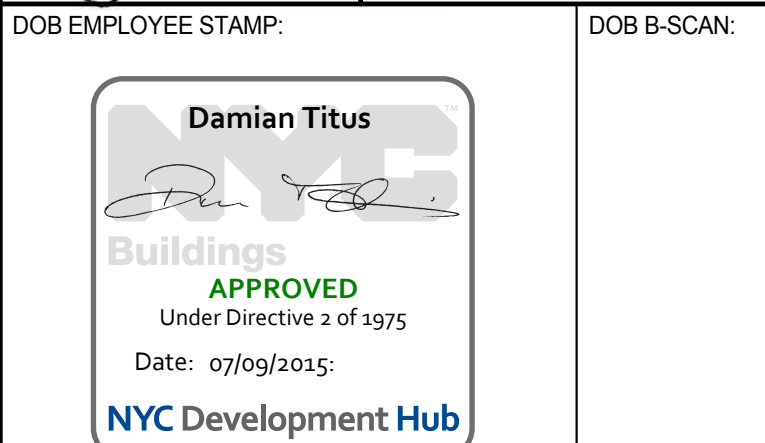 DOB EMPLOYEE STAMP:
DOB B-SCAN:
NYC™
Damian Titus
Buildings
APPROVED
Under Directive 2 of 1975
Date: 07/09/2015:
NYC Development Hub